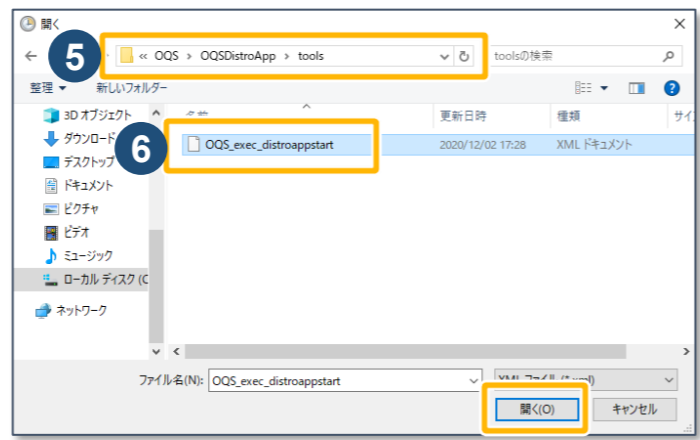 開く
5
« OQS › OQSDistroApp › tools
toolsの検索
整理 新しいフォルダー
更新日時 種類 サイ
3D オブジェクト
ダウンロード
6
OQS_exec_distroappstart 2020/12/02 17:28 XML ドキュメント
デスクトップ
ドキュメント
ピクチャ
ビデオ
ミュージック
ローカル ディスク (C
ネットワーク
ファイル名(N): OQS_exec_distroappstart
開く(O) キャンセル